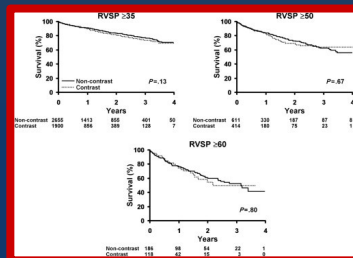 RVSP ≥35
Survival (%)
100
80
60
40
20
0
Non-contrast
Contrast
P=.13
0 1 2 3 4
Years
Non-contrast 2655 1413 855 401 50
Contrast 1900 896 389 128 7
RVSP ≥50
Survival (%)
100
80
60
40
20
0
P=.67
0 1 2 3 4
Years
Non-contrast 611 330 187 87 8
Contrast 414 180 75 23 1
RVSP ≥60
Survival (%)
100
80
60
40
20
0
P=.80
0 1 2 3 4
Years
Non-contrast 186 98 54 22 1
Contrast 118 42 15 3 0